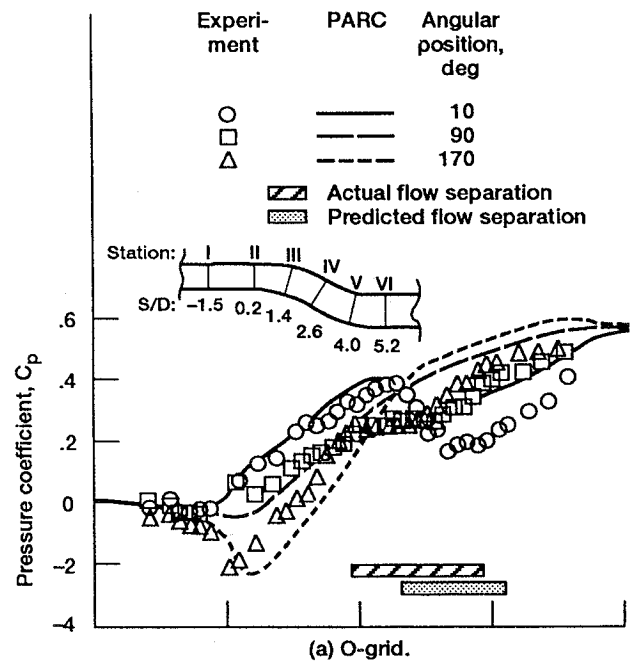 Experi-
ment
PARC
Angular
position,
deg
10
90
170
Actual flow separation
Predicted flow separation
Station: I II III IV V VI
S/D: –1.5 0.2 1.4 2.6 4.0 5.2
Pressure coefficient, Cp
.6
.4
.2
0
–.2
–.4
(a) O-grid.